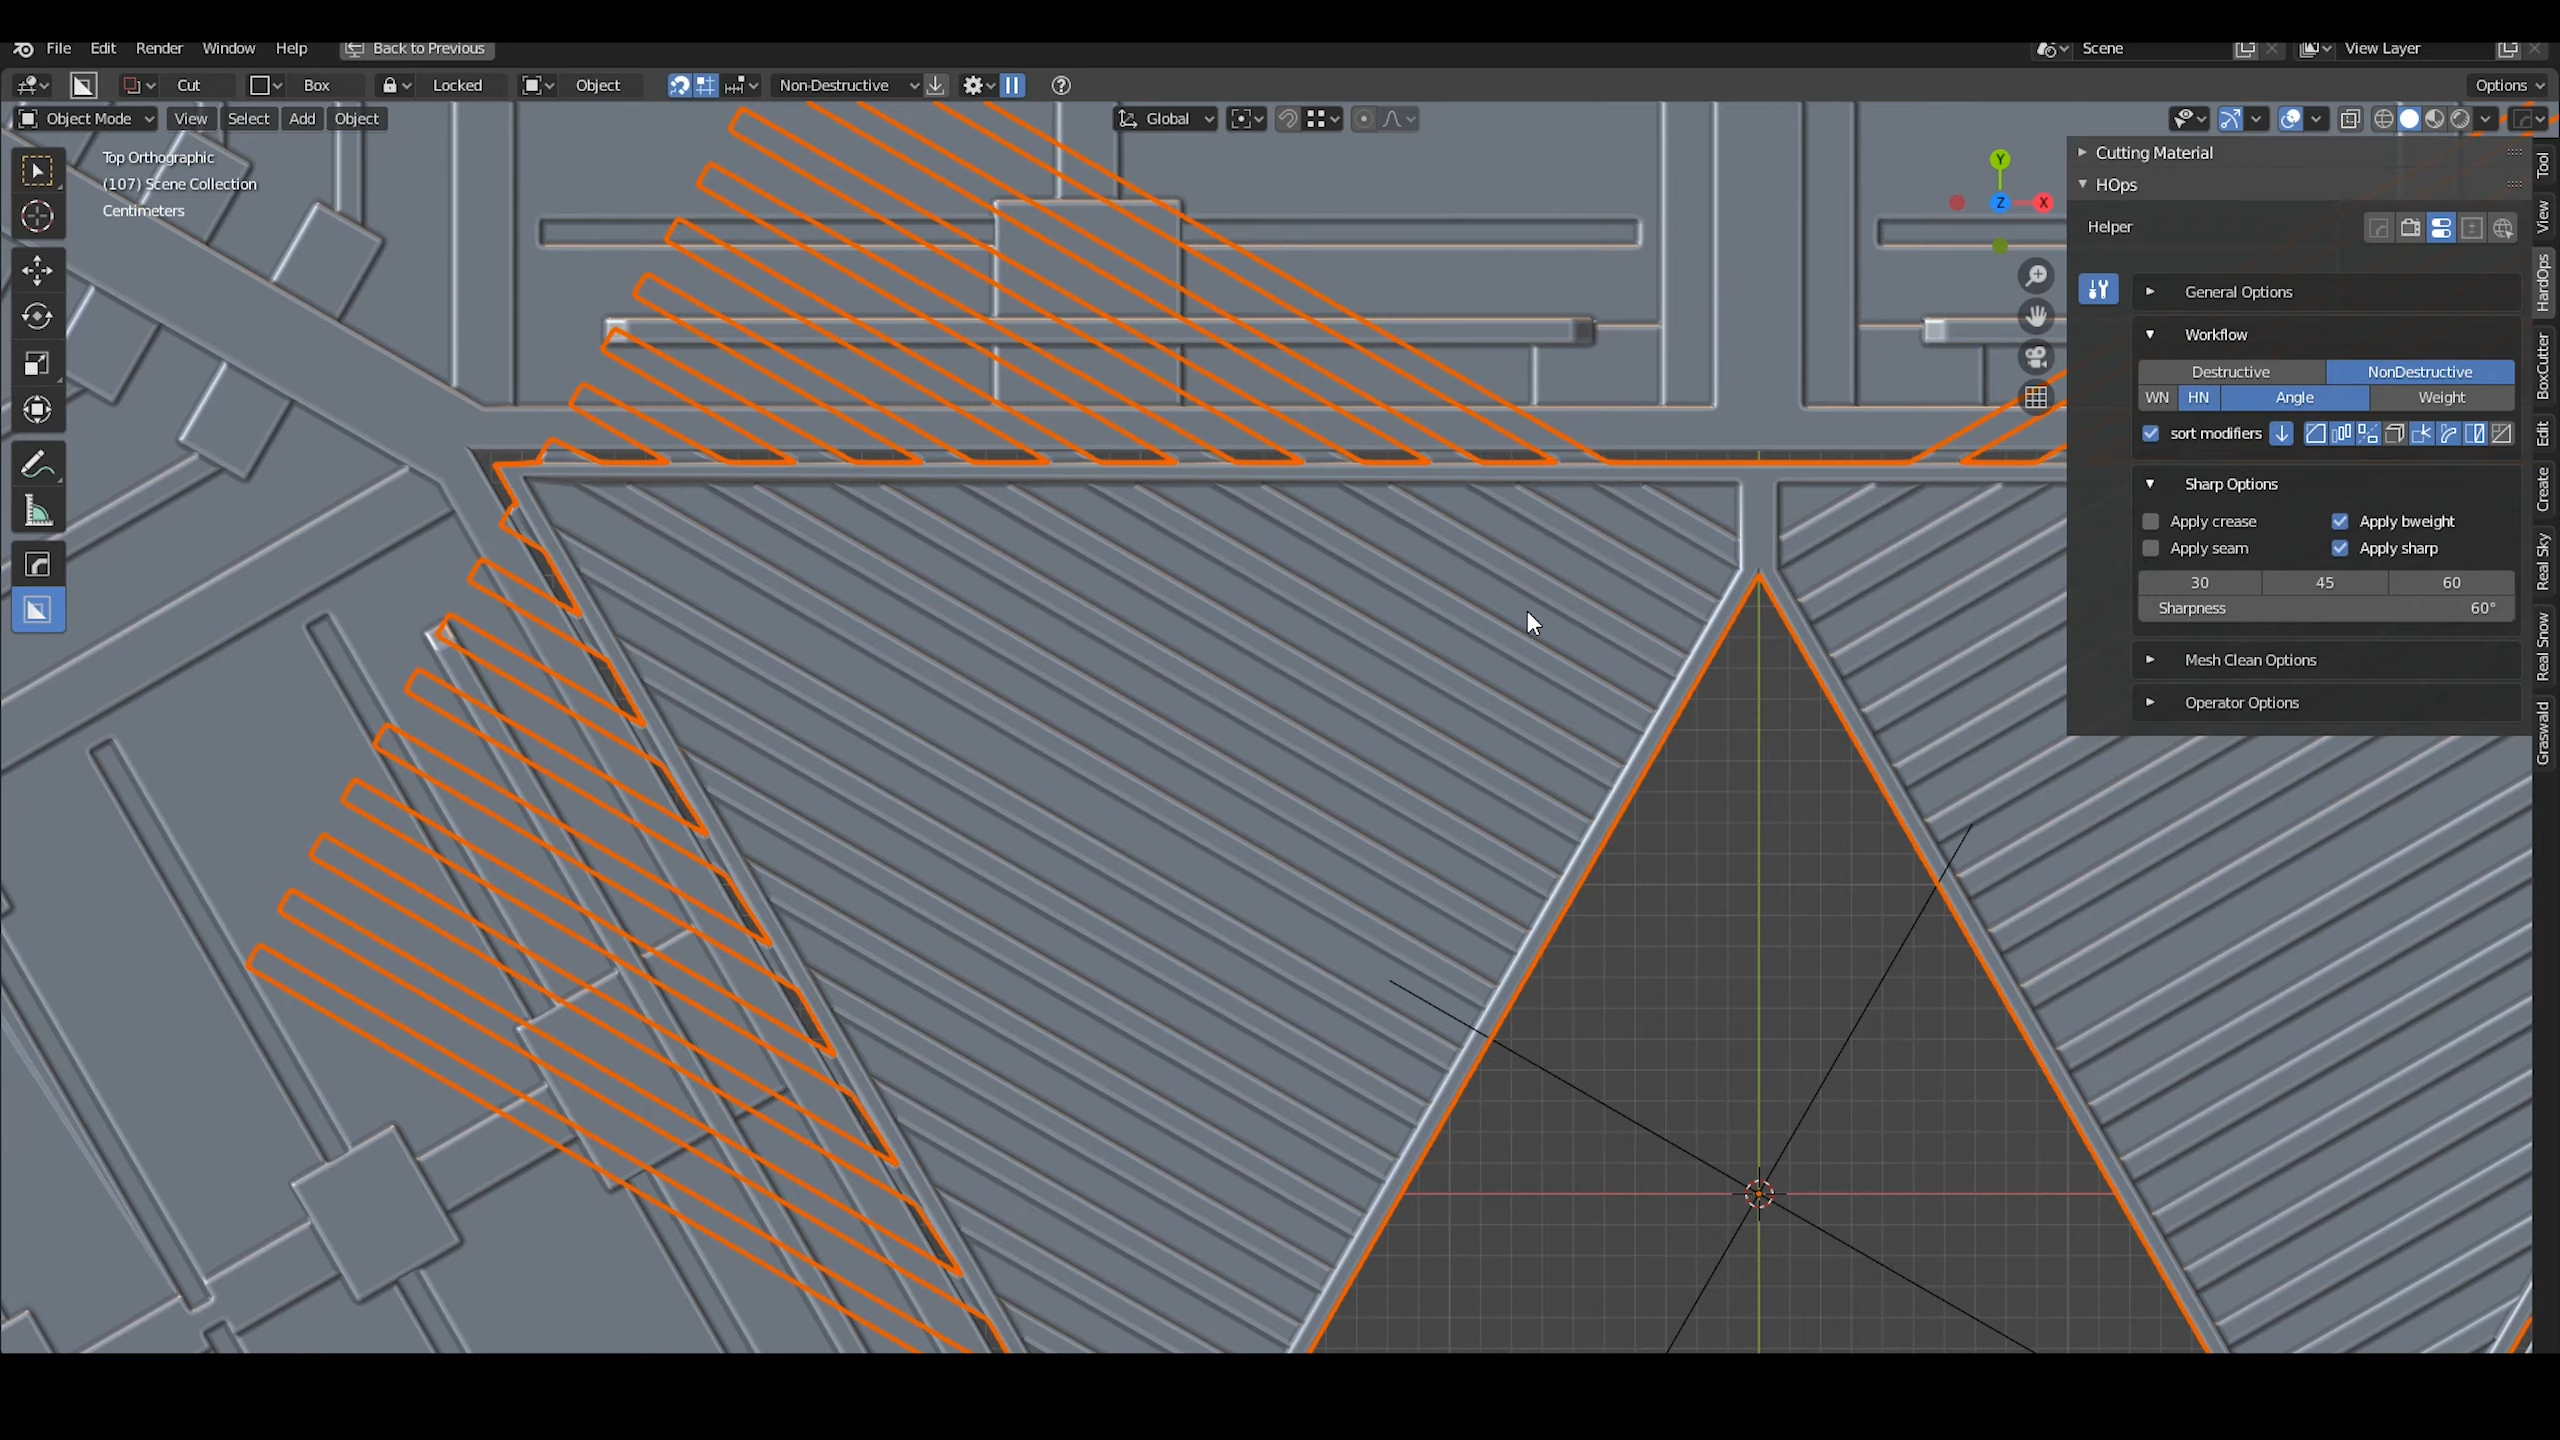 File Edit Render Window Help Back to Previous Scene View Layer
Cut Box Locked Object Non-Destructive Options
Object Mode View Select Add Object Global
Top Orthographic
(107) Scene Collection
Centimeters
Y
Z X
Cutting Material
HOps
Helper
General Options
Workflow
Destructive NonDestructive
WN HN Angle Weight
sort modifiers
Sharp Options
Apply crease Apply bweight
Apply seam Apply sharp
30 45 60
Sharpness 60°
Mesh Clean Options
Operator Options
Tool
View
HardOps
BoxCutter
Edit
Create
Real Sky
Real Snow
Graswald